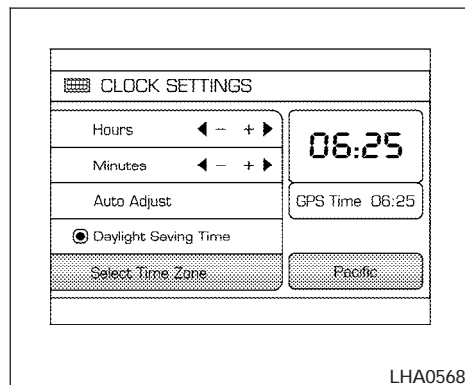 CLOCK SETTINGS
Hours - +
Minutes - +
Auto Adjust
Daylight Saving Time
Select Time Zone
06:25
GPS Time 06:25
Pacific
LHA0568